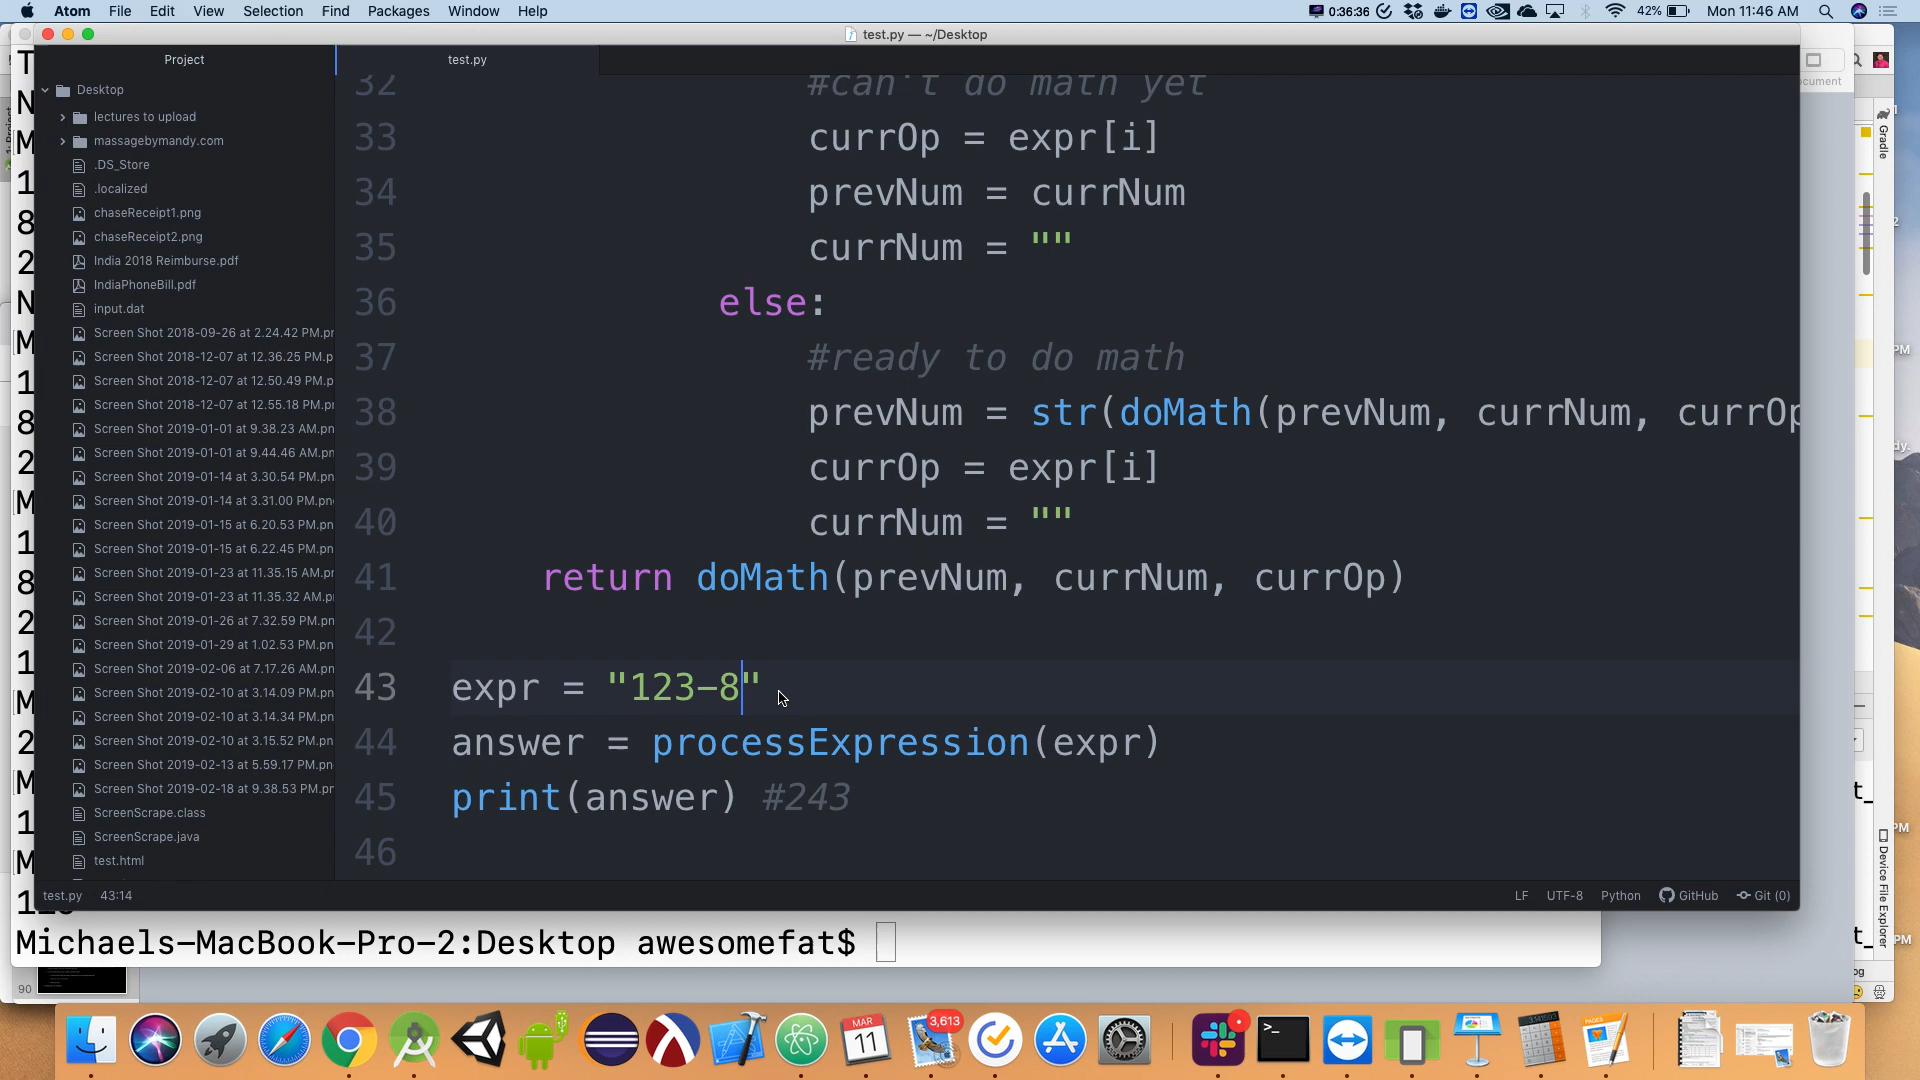 Atom File Edit View Selection Find Packages Window Help 0:36:36 42% Mon 11:46 AM
test.py — ~/Desktop
Project test.py
Desktop
lectures to upload
massagebymandy.com
.DS_Store
.localized
chaseReceipt1.png
chaseReceipt2.png
India 2018 Reimburse.pdf
IndiaPhoneBill.pdf
input.dat
Screen Shot 2018-09-26 at 2.24.42 PM.pr
Screen Shot 2018-12-07 at 12.36.25 PM.p
Screen Shot 2018-12-07 at 12.50.49 PM.p
Screen Shot 2018-12-07 at 12.55.18 PM.pr
Screen Shot 2019-01-01 at 9.38.23 AM.pn
Screen Shot 2019-01-01 at 9.44.46 AM.pn
Screen Shot 2019-01-14 at 3.30.54 PM.pn
Screen Shot 2019-01-14 at 3.31.00 PM.pn
Screen Shot 2019-01-15 at 6.20.53 PM.pn
Screen Shot 2019-01-15 at 6.22.45 PM.pn
Screen Shot 2019-01-23 at 11.35.15 AM.pr
Screen Shot 2019-01-23 at 11.35.32 AM.pr
Screen Shot 2019-01-26 at 7.32.59 PM.pn
Screen Shot 2019-01-29 at 1.02.53 PM.pn
Screen Shot 2019-02-06 at 7.17.26 AM.pn
Screen Shot 2019-02-10 at 3.14.09 PM.pn
Screen Shot 2019-02-10 at 3.14.34 PM.pn
Screen Shot 2019-02-10 at 3.15.52 PM.pn
Screen Shot 2019-02-13 at 5.59.17 PM.pn
Screen Shot 2019-02-18 at 9.38.53 PM.pr
ScreenScrape.class
ScreenScrape.java
test.html
32 #can't do math yet
33 currOp = expr[i]
34 prevNum = currNum
35 currNum = ""
36 else:
37 #ready to do math
38 prevNum = str(doMath(prevNum, currNum, currOp
39 currOp = expr[i]
40 currNum = ""
41 return doMath(prevNum, currNum, currOp)
42
43 expr = "123-8"
44 answer = processExpression(expr)
45 print(answer) #243
46
test.py 43:14 LF UTF-8 Python GitHub Git (0)
Michaels-MacBook-Pro-2:Desktop awesomefat$
90
Gradle
Device File Explorer
3,613
MAR
11
PAGES